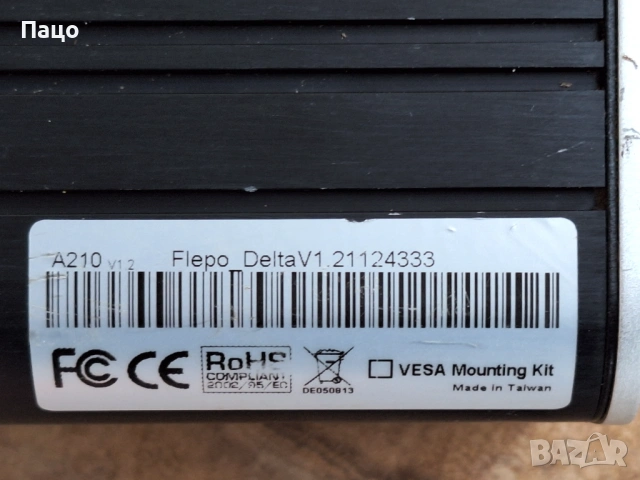 Пацо
A210 V1.2 Flepo_DeltaV1.21124333
FC CE RoHS
COMPLIANT
2002/95/EC
DE050813
VESA Mounting Kit
Made in Taiwan
BAZAR